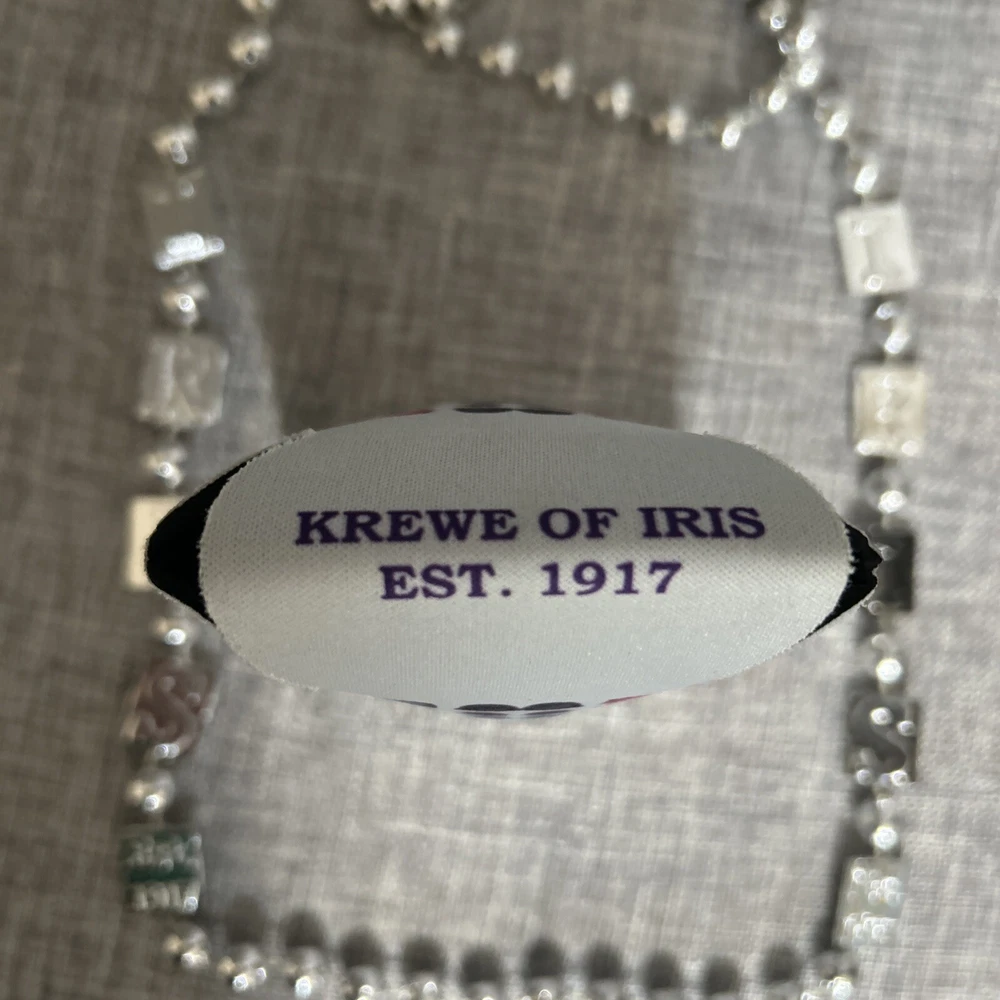 KREWE OF IRIS
EST. 1917